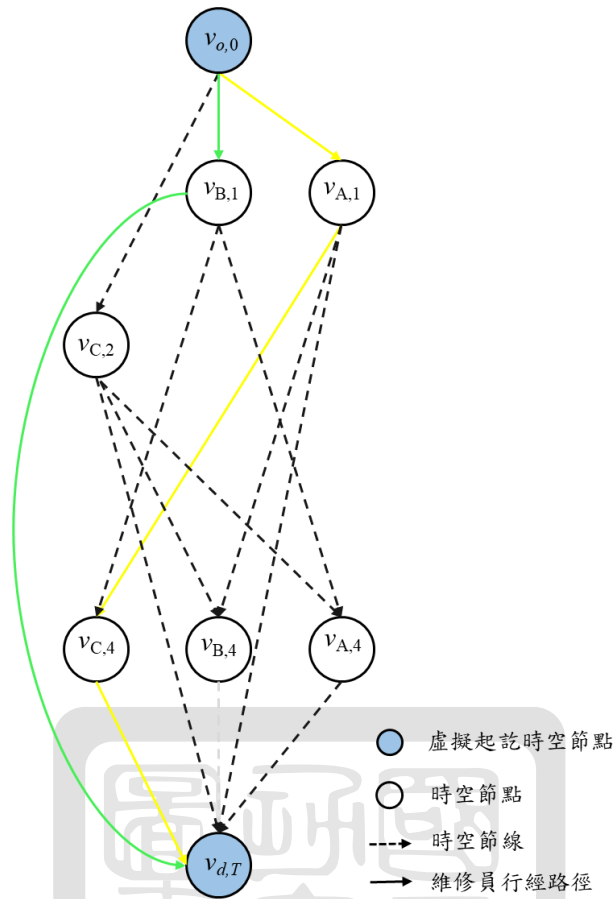 v_{o,0}
v_{B,1}
v_{A,1}
v_{C,2}
v_{C,4}
v_{B,4}
v_{A,4}
v_{d,T}
虛擬起訖時空節點
時空節點
時空節線
維修員行經路徑